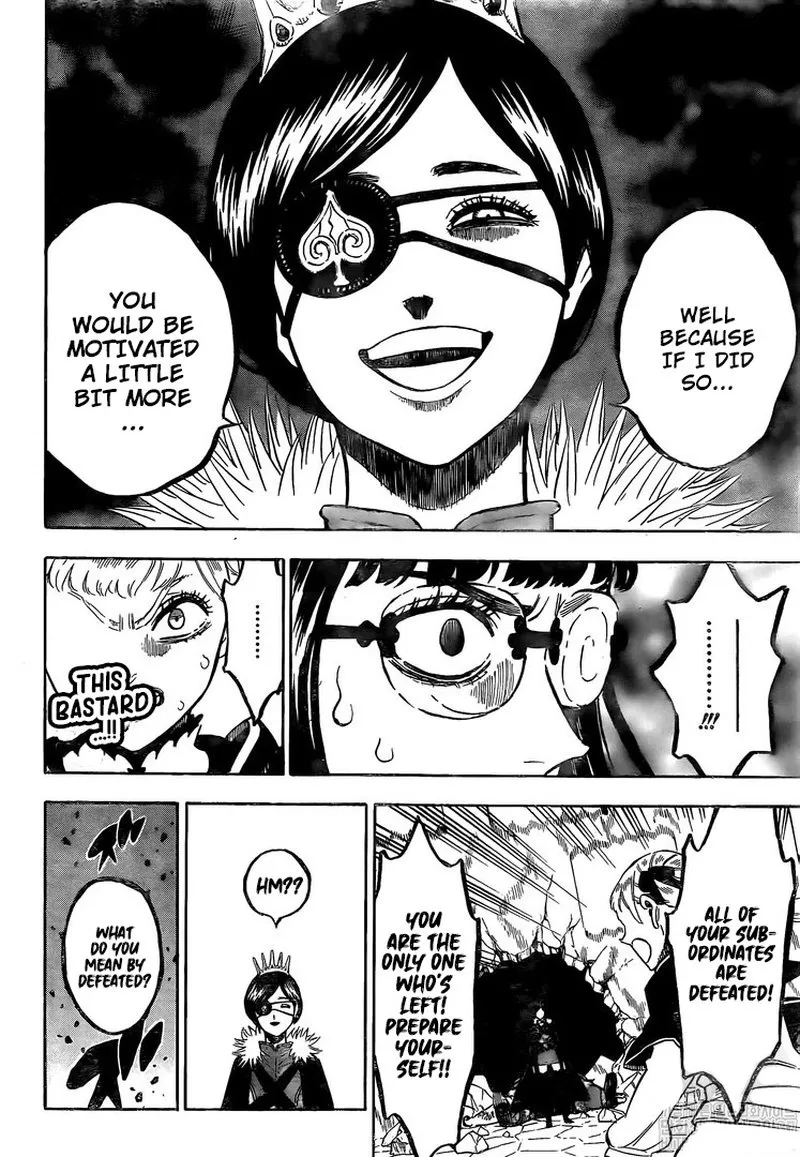 WELL
BECAUSE
IF I DID
SO...
YOU
WOULD BE
MOTIVATED
A LITTLE
BIT MORE
...
...!!!
........
THIS
BASTARD
...!!!
ALL OF
YOUR SUB-
ORDINATES
ARE
DEFEATED!
YOU
ARE THE
ONLY ONE
WHO'S
LEFT!
PREPARE
YOUR-
SELF!!
HM??
WHAT
DO YOU
MEAN BY
DEFEATED?